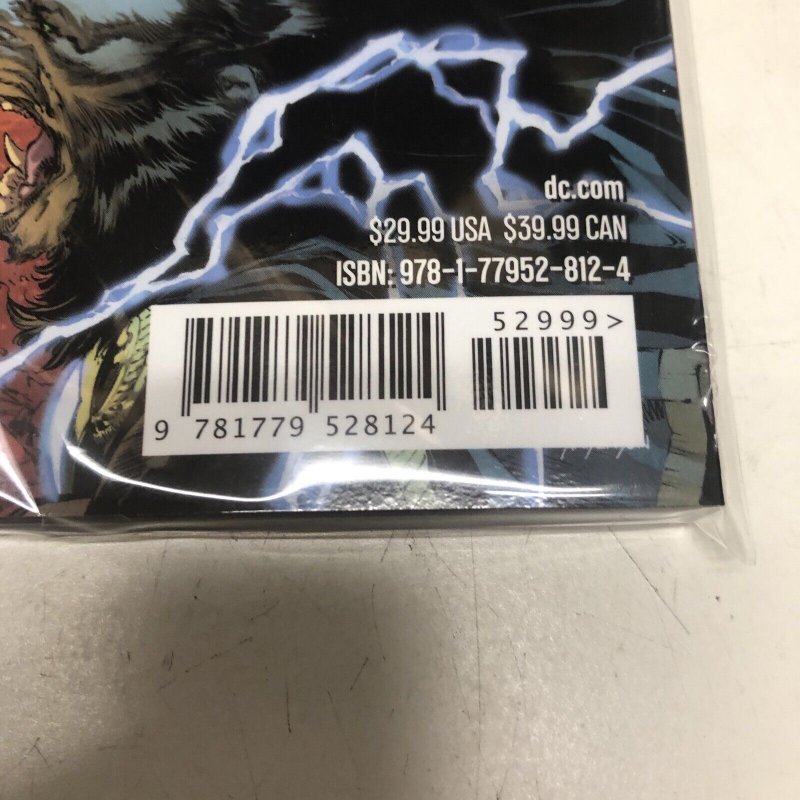 dc.com
$29.99 USA $39.99 CAN
ISBN: 978-1-77952-812-4
52999>
9 781779 528124